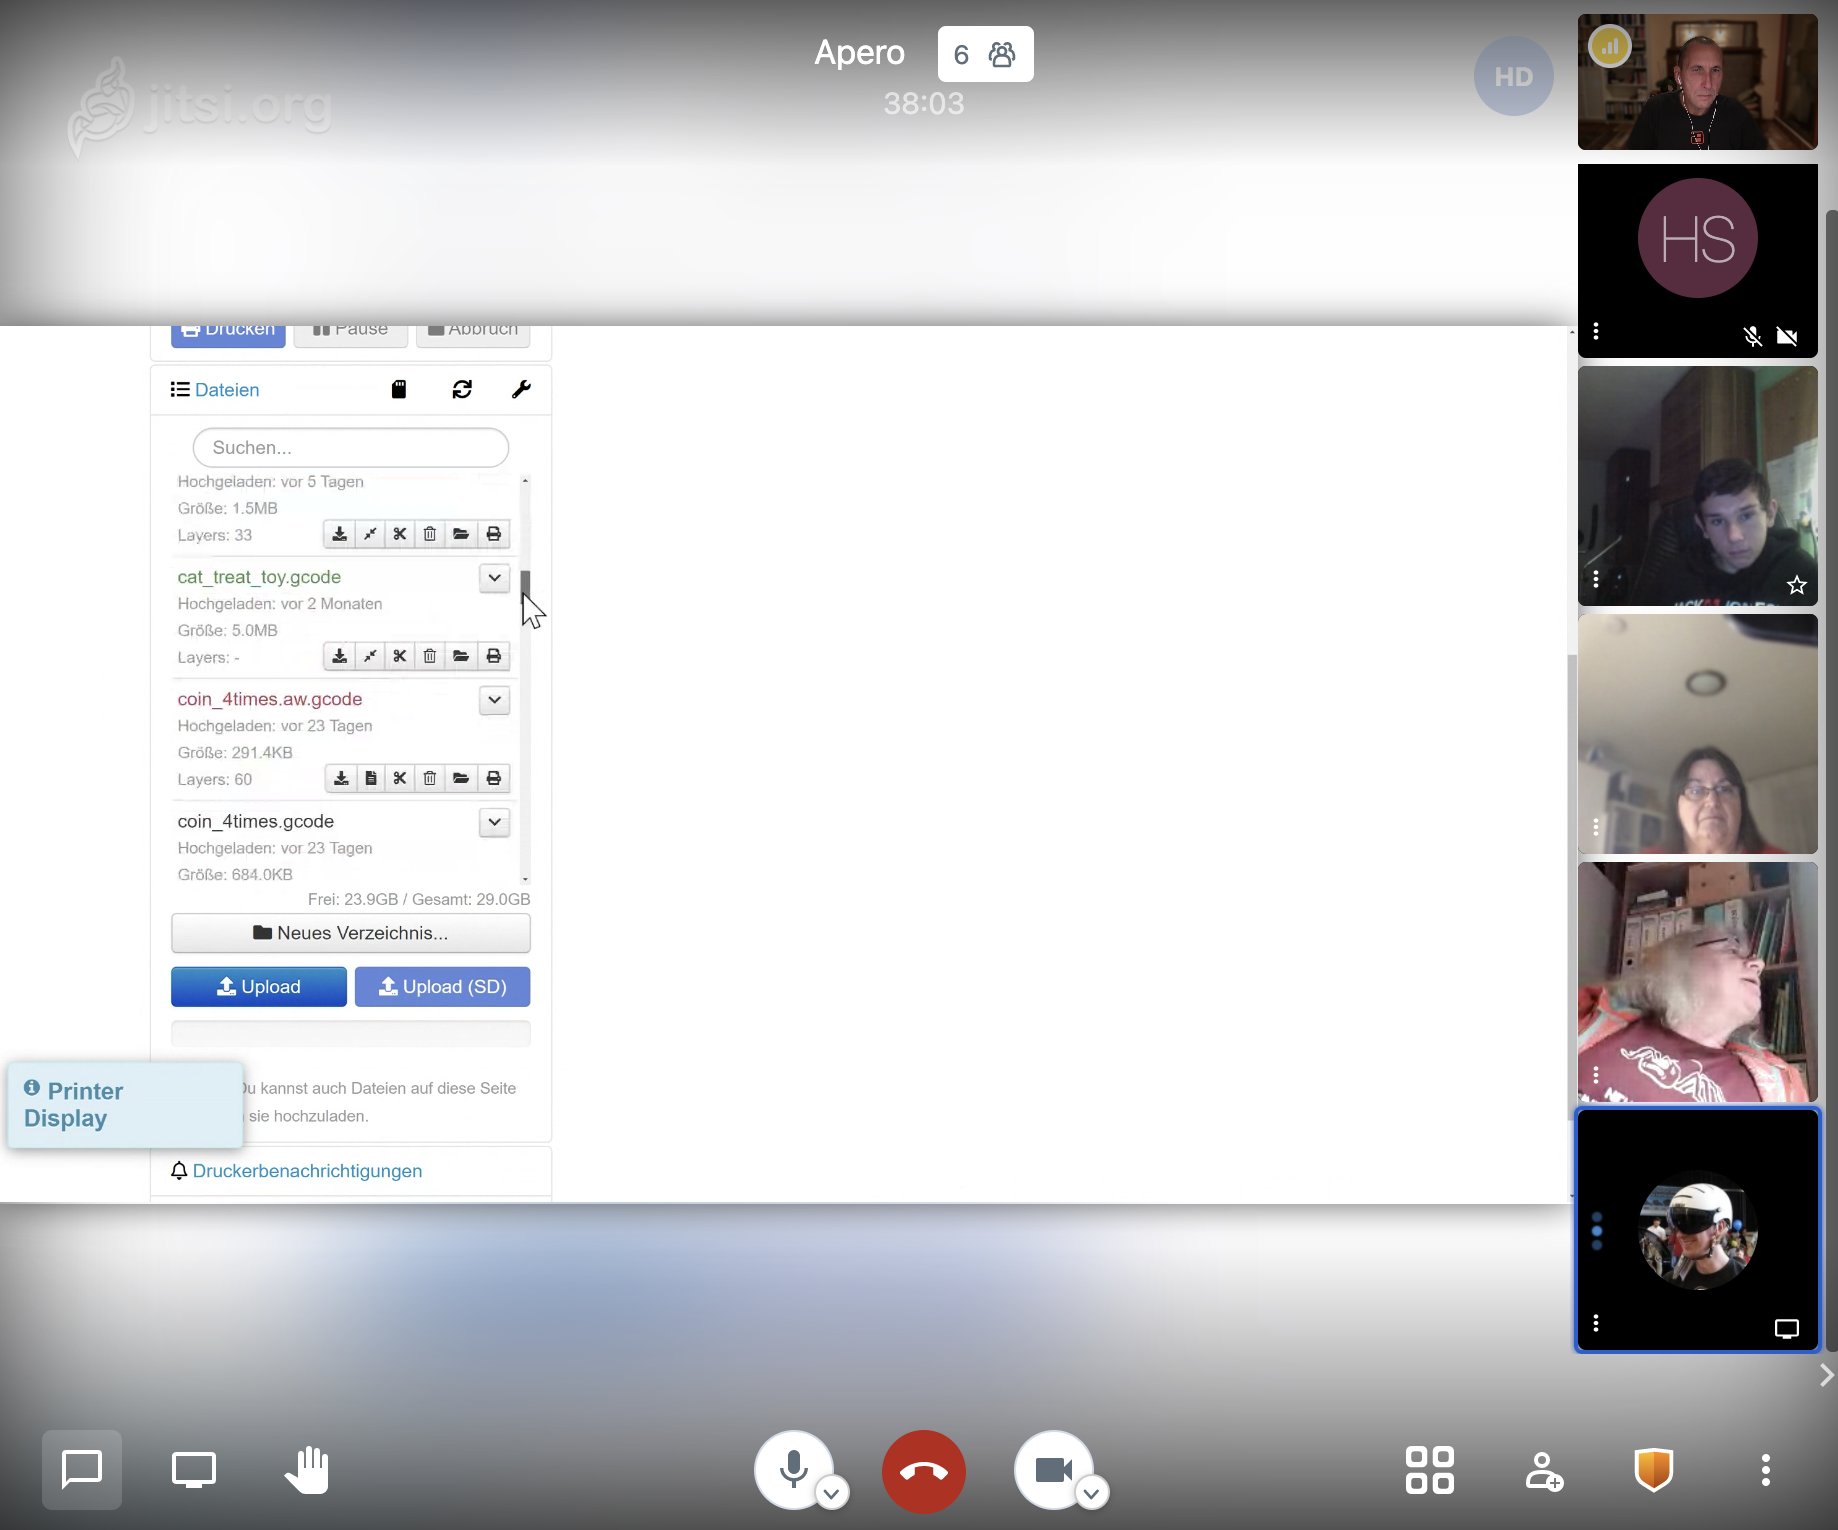 jitsi.org
Apero
6
38:03
HD
HS
Drucken
Pause
Abbruch
Dateien
Suchen...
Hochgeladen: vor 5 Tagen
Größe: 1.5MB
Layers: 33
cat_treat_toy.gcode
Hochgeladen: vor 2 Monaten
Größe: 5.0MB
Layers: -
coin_4times.aw.gcode
Hochgeladen: vor 23 Tagen
Größe: 291.4KB
Layers: 60
coin_4times.gcode
Hochgeladen: vor 23 Tagen
Größe: 684.0KB
Frei: 23.9GB / Gesamt: 29.0GB
Neues Verzeichnis...
Upload
Upload (SD)
Du kannst auch Dateien auf diese Seite
sie hochzuladen.
Printer
Display
Druckerbenachrichtigungen